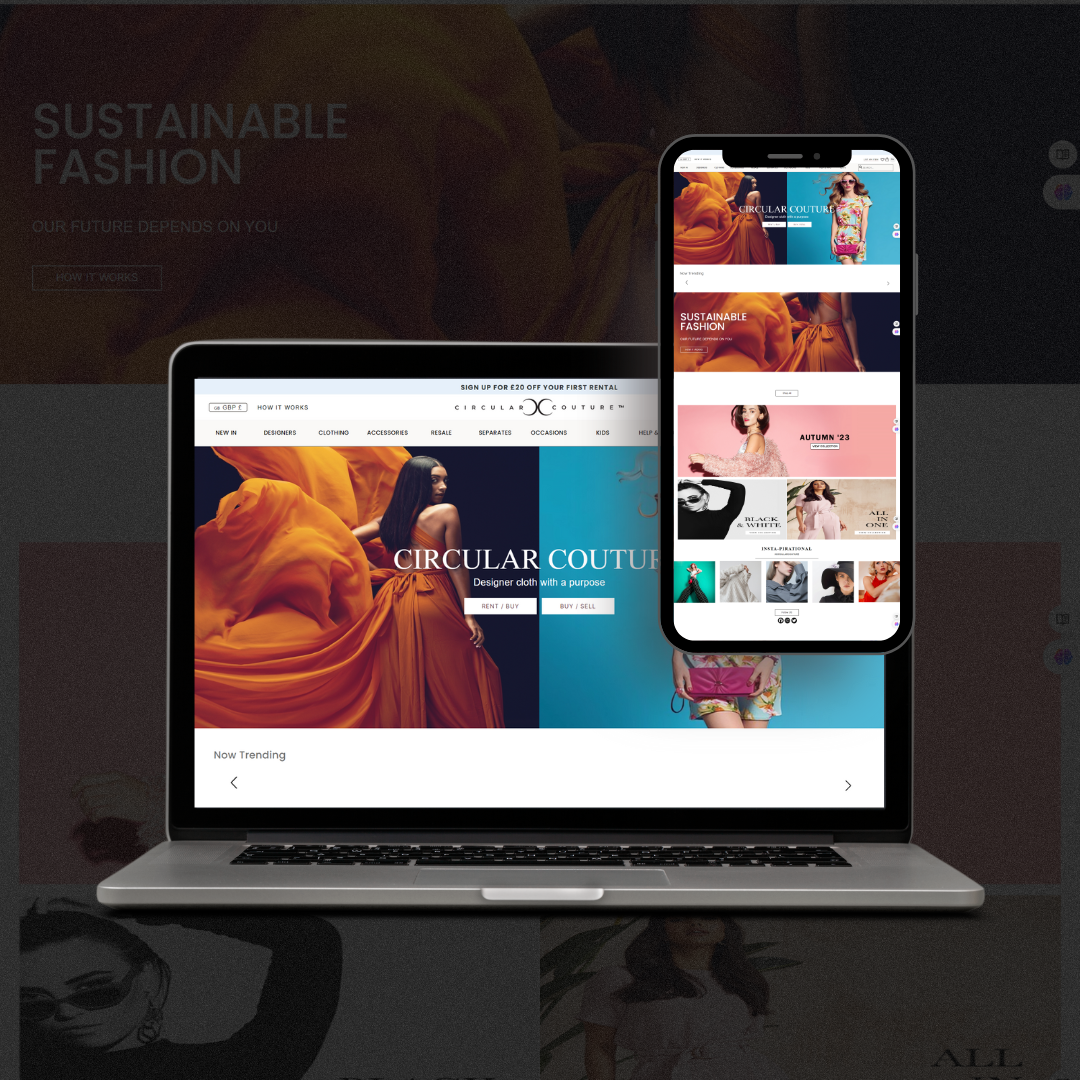 SUSTAINABLE
FASHION
OUR FUTURE DEPENDS ON YOU
HOW IT WORKS
CIRCULAR COUTURE
Designer cloth with a purpose
Now Trending
SUSTAINABLE
FASHION
OUR FUTURE DEPENDS ON YOU
HOW IT WORKS
AUTUMN '23
VIEW COLLECTION
BLACK
& WHITE
ALL
IN
ONE
INSTA-PIRATIONAL
SIGN UP FOR £20 OFF YOUR FIRST RENTAL
GB GBP £ HOW IT WORKS
CIRCULAR COUTURE™
NEW IN DESIGNERS CLOTHING ACCESSORIES RESALE SEPARATES OCCASIONS KIDS HELP &
CIRCULAR COUTUR
Designer cloth with a purpose
RENT / BUY BUY / SELL
Now Trending
ALL